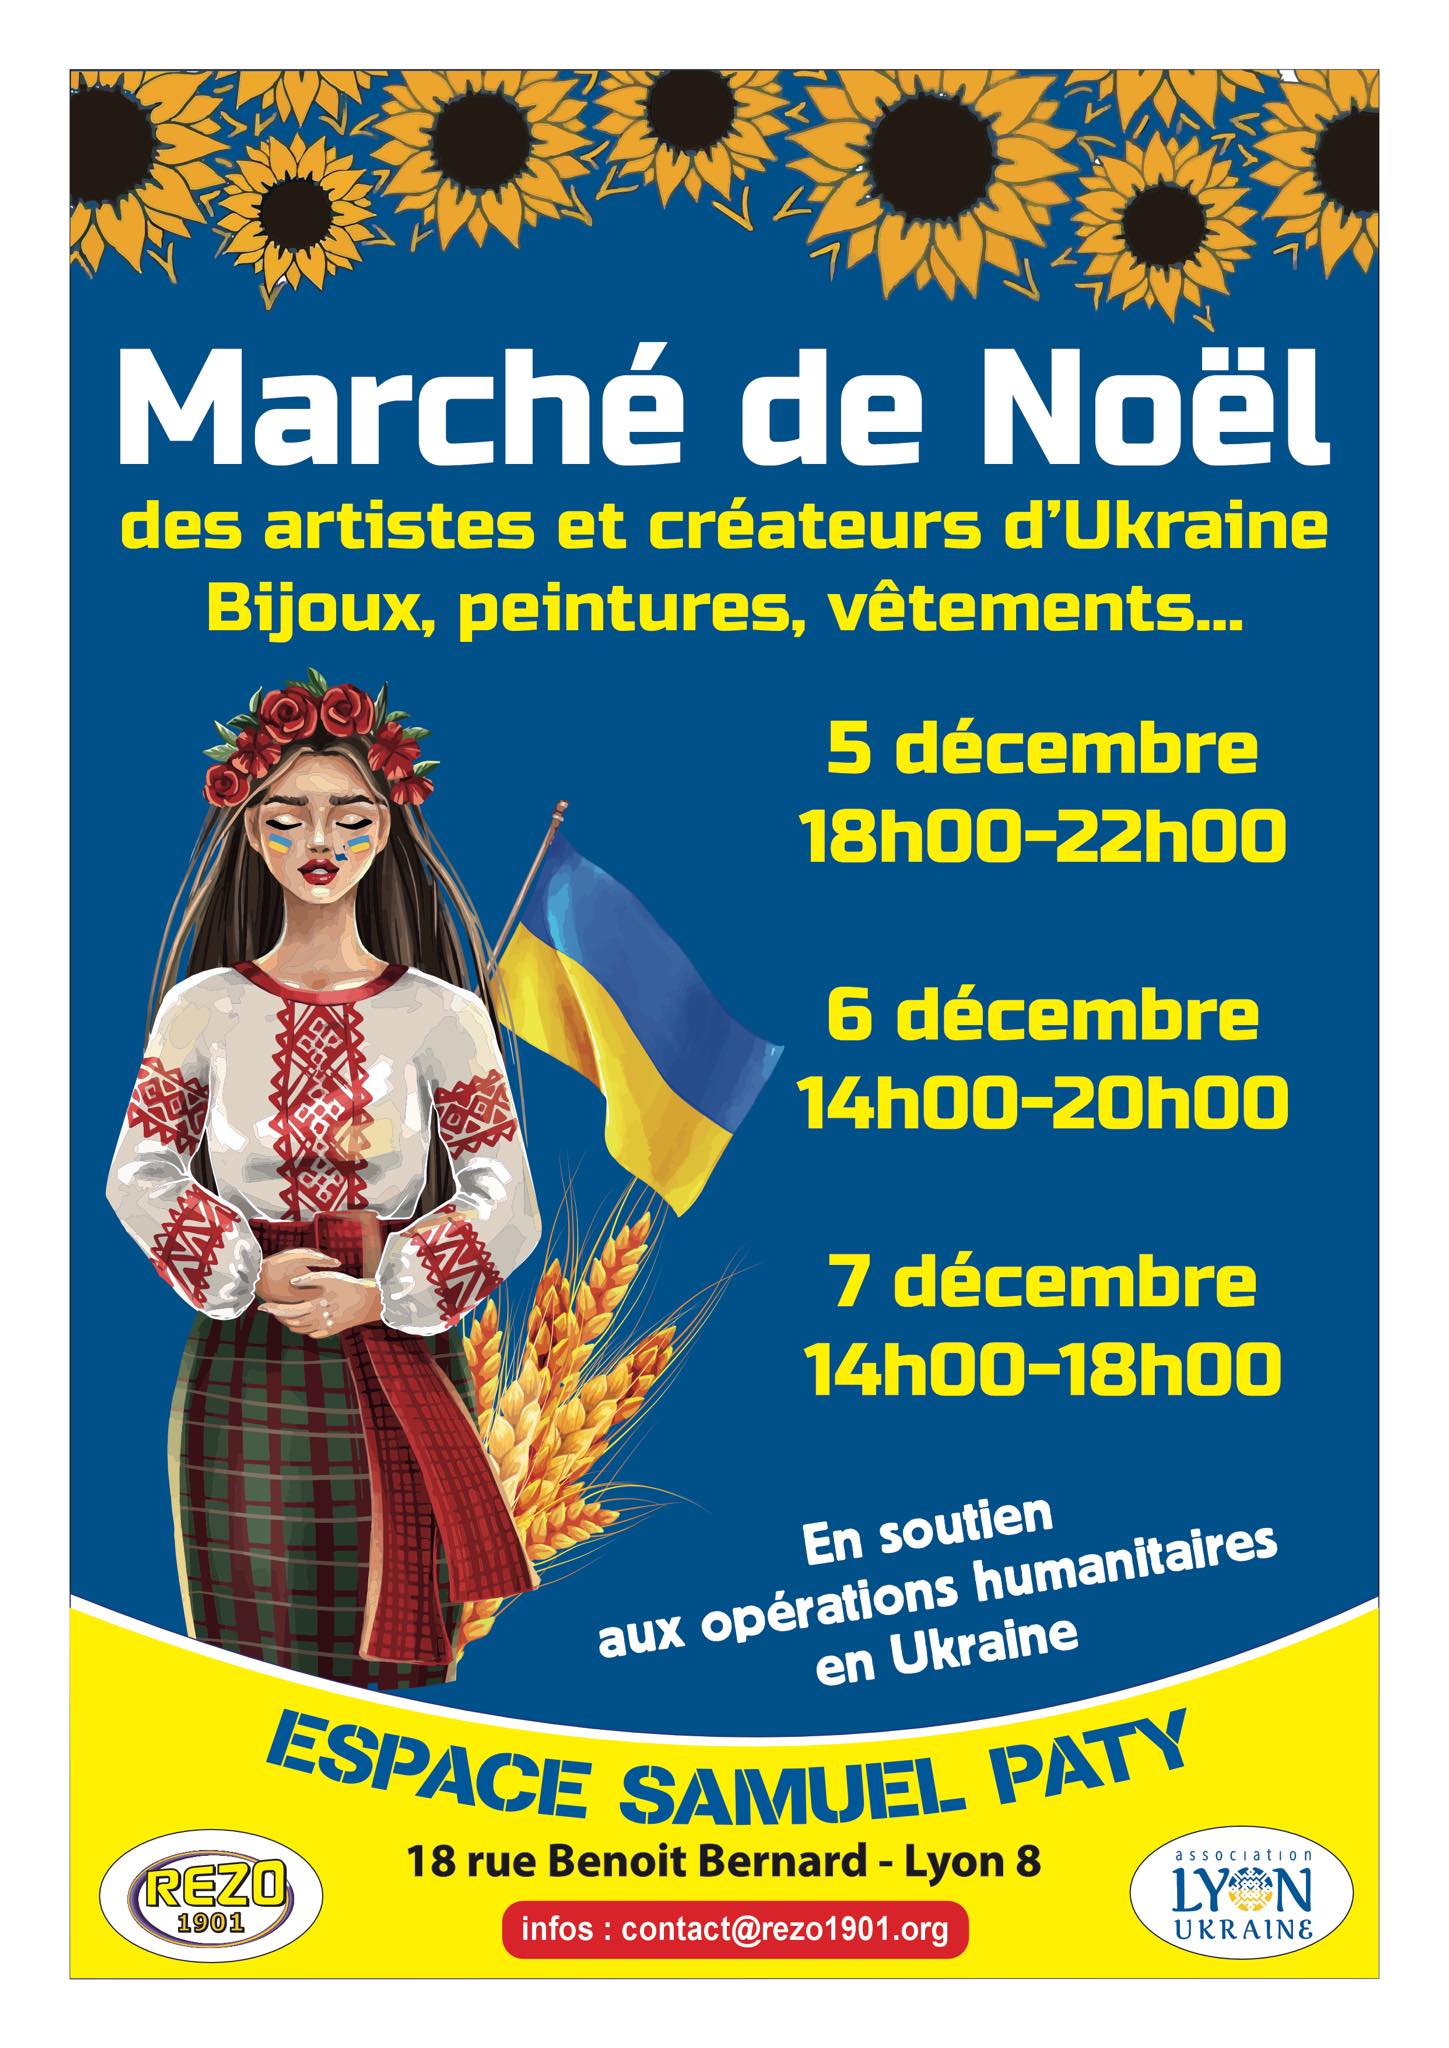 Marché de Noël
des artistes et créateurs d’Ukraine
Bijoux, peintures, vêtements...
5 décembre
18h00-22h00
6 décembre
14h00-20h00
7 décembre
14h00-18h00
En soutien
aux opérations humanitaires
en Ukraine
ESPACE SAMUEL PATY
18 rue Benoit Bernard - Lyon 8
infos : contact@rezo1901.org
REZO
1901
association
LYON
UKRAINE